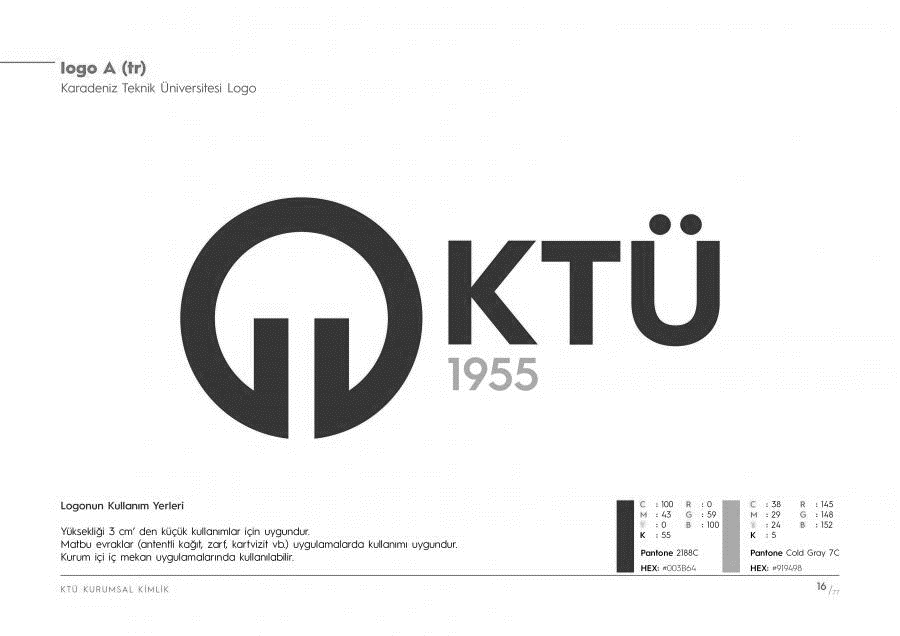 logo A (tr)
Karadeniz Teknik Üniversitesi Logo
KTÜ
1955
Logonun Kullanım Yerleri
Yüksekliği 3 cm' den küçük kullanımlar için uygundur.
Matbu evraklar (antentli kağıt, zarf, kartvizit vb.) uygulamalarda kullanımı uygundur.
Kurum içi iç mekan uygulamalarında kullanılabilir.
C : 100 R : 0
M : 43 G : 59
Y : 0 B : 100
K : 55
Pantone 2188C
HEX: #003B64
C : 38 R : 145
M : 29 G : 148
Y : 24 B : 152
K : 5
Pantone Cold Gray 7C
HEX: #919498
KTÜ KURUMSAL KİMLİK
16/77